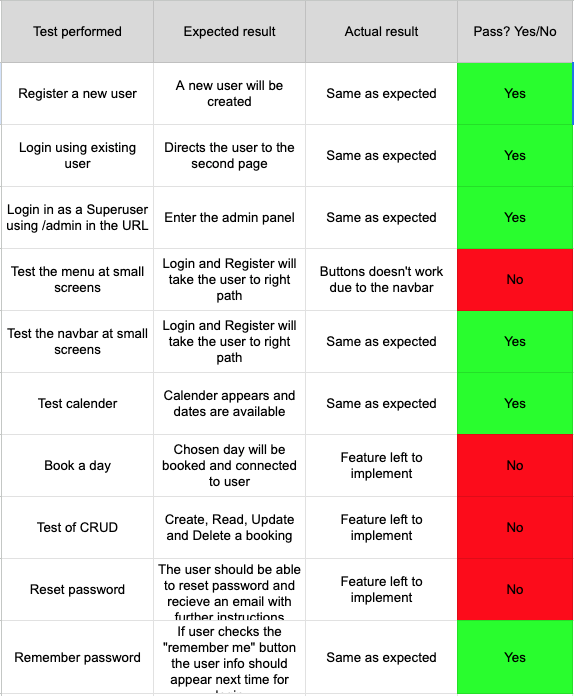 Test performed Expected result Actual result Pass? Yes/No
Register a new user
A new user will be
created
Same as expected
Yes
Login using existing
user
Directs the user to the
second page
Same as expected
Yes
Login in as a Superuser
using /admin in the URL
Enter the admin panel
Same as expected
Yes
Test the menu at small
screens
Login and Register will
take the user to right
path
Buttons doesn't work
due to the navbar
No
Test the navbar at small
screens
Login and Register will
take the user to right
path
Same as expected
Yes
Test calender
Calender appears and
dates are available
Same as expected
Yes
Book a day
Chosen day will be
booked and connected
to user
Feature left to
implement
No
Test of CRUD
Create, Read, Update
and Delete a booking
Feature left to
implement
No
Reset password
The user should be able
to reset password and
recieve an email with
further instructions
Feature left to
implement
No
Remember password
If user checks the
"remember me" button
the user info should
appear next time for
Same as expected
Yes